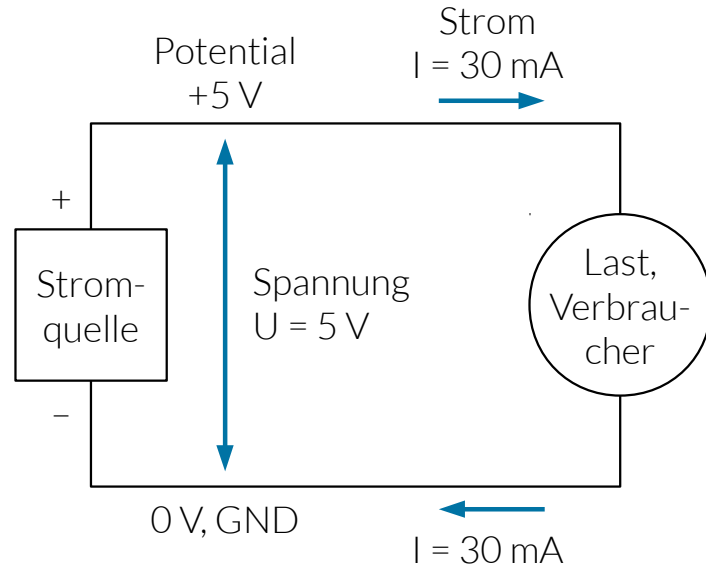 Potential
+5 V
Strom
I = 30 mA
+
Strom-
quelle
–
Spannung
U = 5 V
Last,
Verbrau-
cher
0 V, GND
I = 30 mA